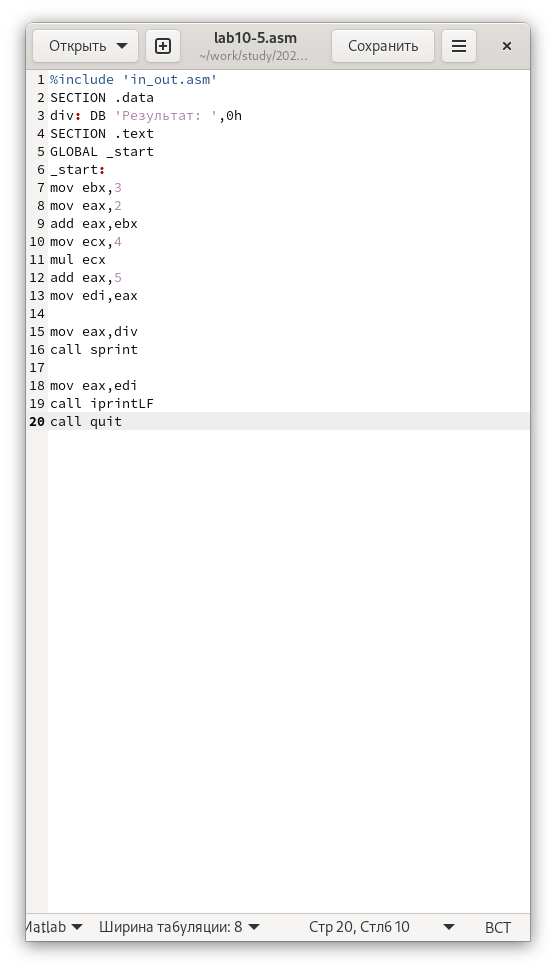 Открыть
lab10-5.asm
~/work/study/202…
Сохранить
1 %include 'in_out.asm'
2 SECTION .data
3 div: DB 'Результат: ',0h
4 SECTION .text
5 GLOBAL _start
6 _start:
7 mov ebx,3
8 mov eax,2
9 add eax,ebx
10 mov ecx,4
11 mul ecx
12 add eax,5
13 mov edi,eax
14
15 mov eax,div
16 call sprint
17
18 mov eax,edi
19 call iprintLF
20 call quit
Matlab Ширина табуляции: 8 Стр 20, Стлб 10 ВСТ